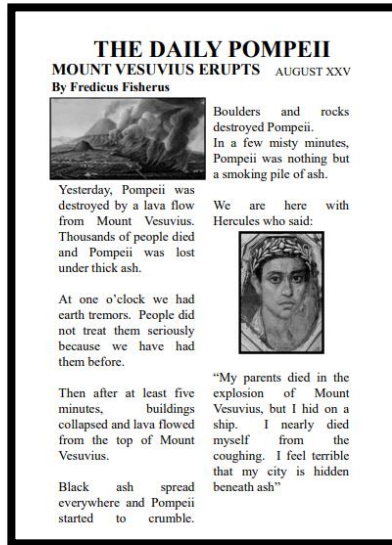 THE DAILY POMPEII
MOUNT VESUVIUS ERUPTS AUGUST XXV
By Fredicus Fisherus
Yesterday, Pompeii was
destroyed by a lava flow
from Mount Vesuvius.
Thousands of people died
and Pompeii was lost
under thick ash.
At one o’clock we had
earth tremors. People did
not treat them seriously
because we have had
them before.
Then after at least five
minutes, buildings
collapsed and lava flowed
from the top of Mount
Vesuvius.
Black ash spread
everywhere and Pompeii
started to crumble.
Boulders and rocks
destroyed Pompeii.
In a few misty minutes,
Pompeii was nothing but
a smoking pile of ash.
We are here with
Hercules who said:
“My parents died in the
explosion of Mount
Vesuvius, but I hid on a
ship. I nearly died
myself from the
coughing. I feel terrible
that my city is hidden
beneath ash”